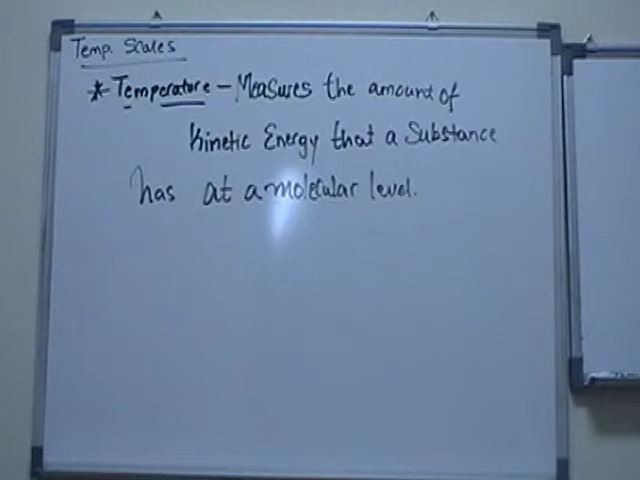 Temp. Scales
* Temperature - Measures the amount of
Kinetic Energy that a Substance
has at a molecular level.